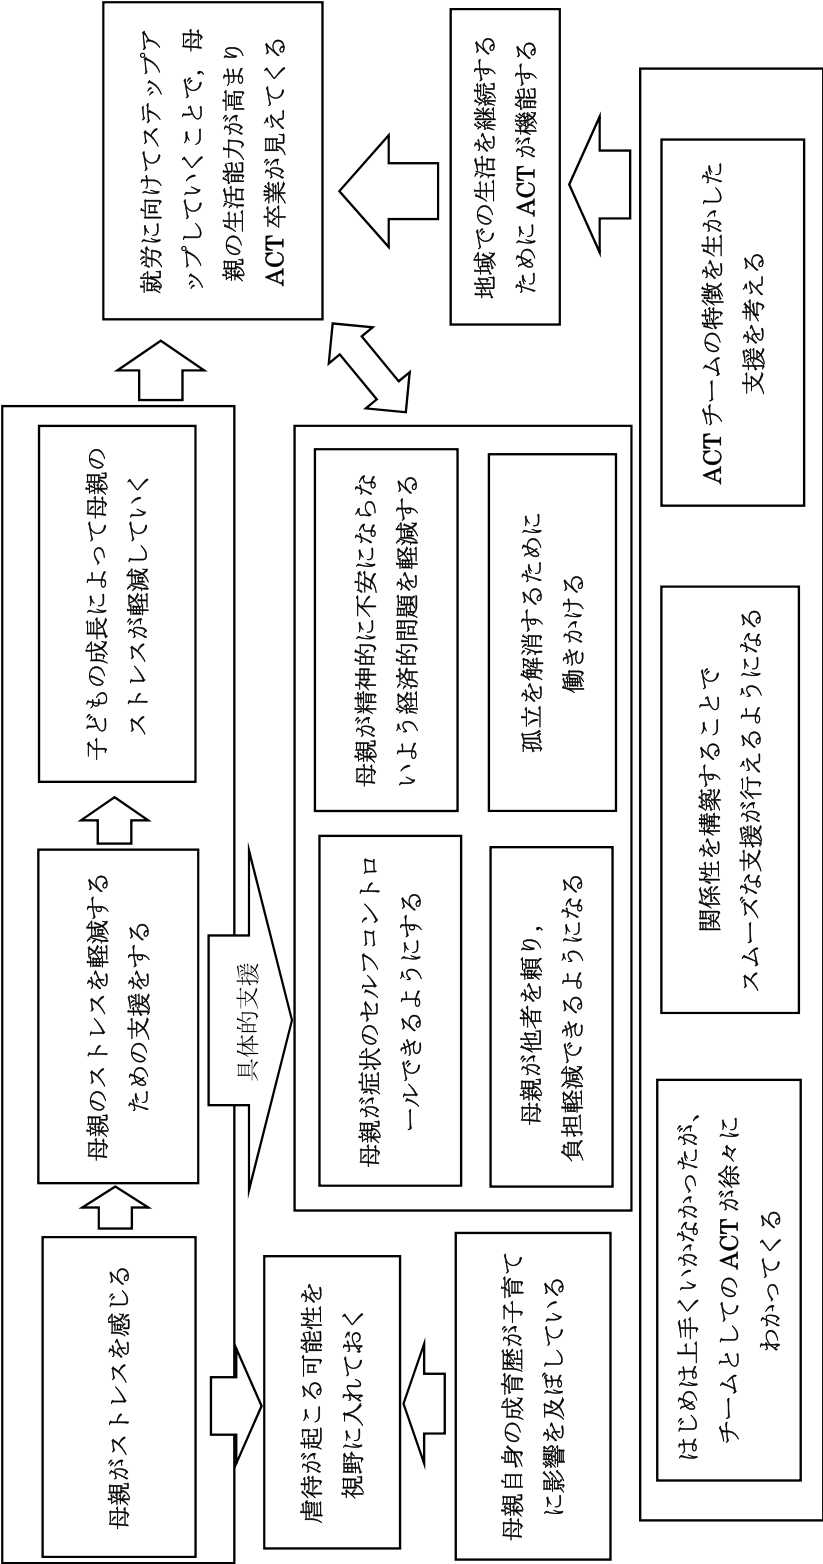 母親がストレスを感じる
母親のストレスを軽減する
ための支援をする
子どもの成長によって母親の
ストレスが軽減していく
就労に向けてステップア
ップしていくことで，母
親の生活能力が高まり
ACT 卒業が見えてくる
具体的支援
虐待が起こる可能性を
視野に入れておく
母親が症状のセルフコントロ
ールできるようにする
母親が精神的に不安にならな
いよう経済的問題を軽減する
母親自身の成育歴が子育て
に影響を及ぼしている
母親が他者を頼り，
負担軽減できるようになる
孤立を解消するために
働きかける
地域での生活を継続する
ために ACT が機能する
はじめは上手くいかなかったが、
チームとしての ACT が徐々に
わかってくる
関係性を構築することで
スムーズな支援が行えるようになる
ACT チームの特徴を生かした
支援を考える